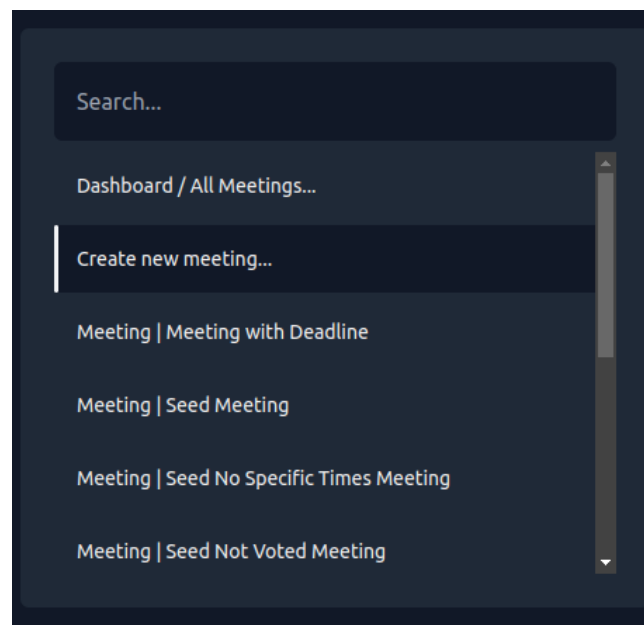 Search...
Dashboard / All Meetings...
Create new meeting...
Meeting | Meeting with Deadline
Meeting | Seed Meeting
Meeting | Seed No Specific Times Meeting
Meeting | Seed Not Voted Meeting